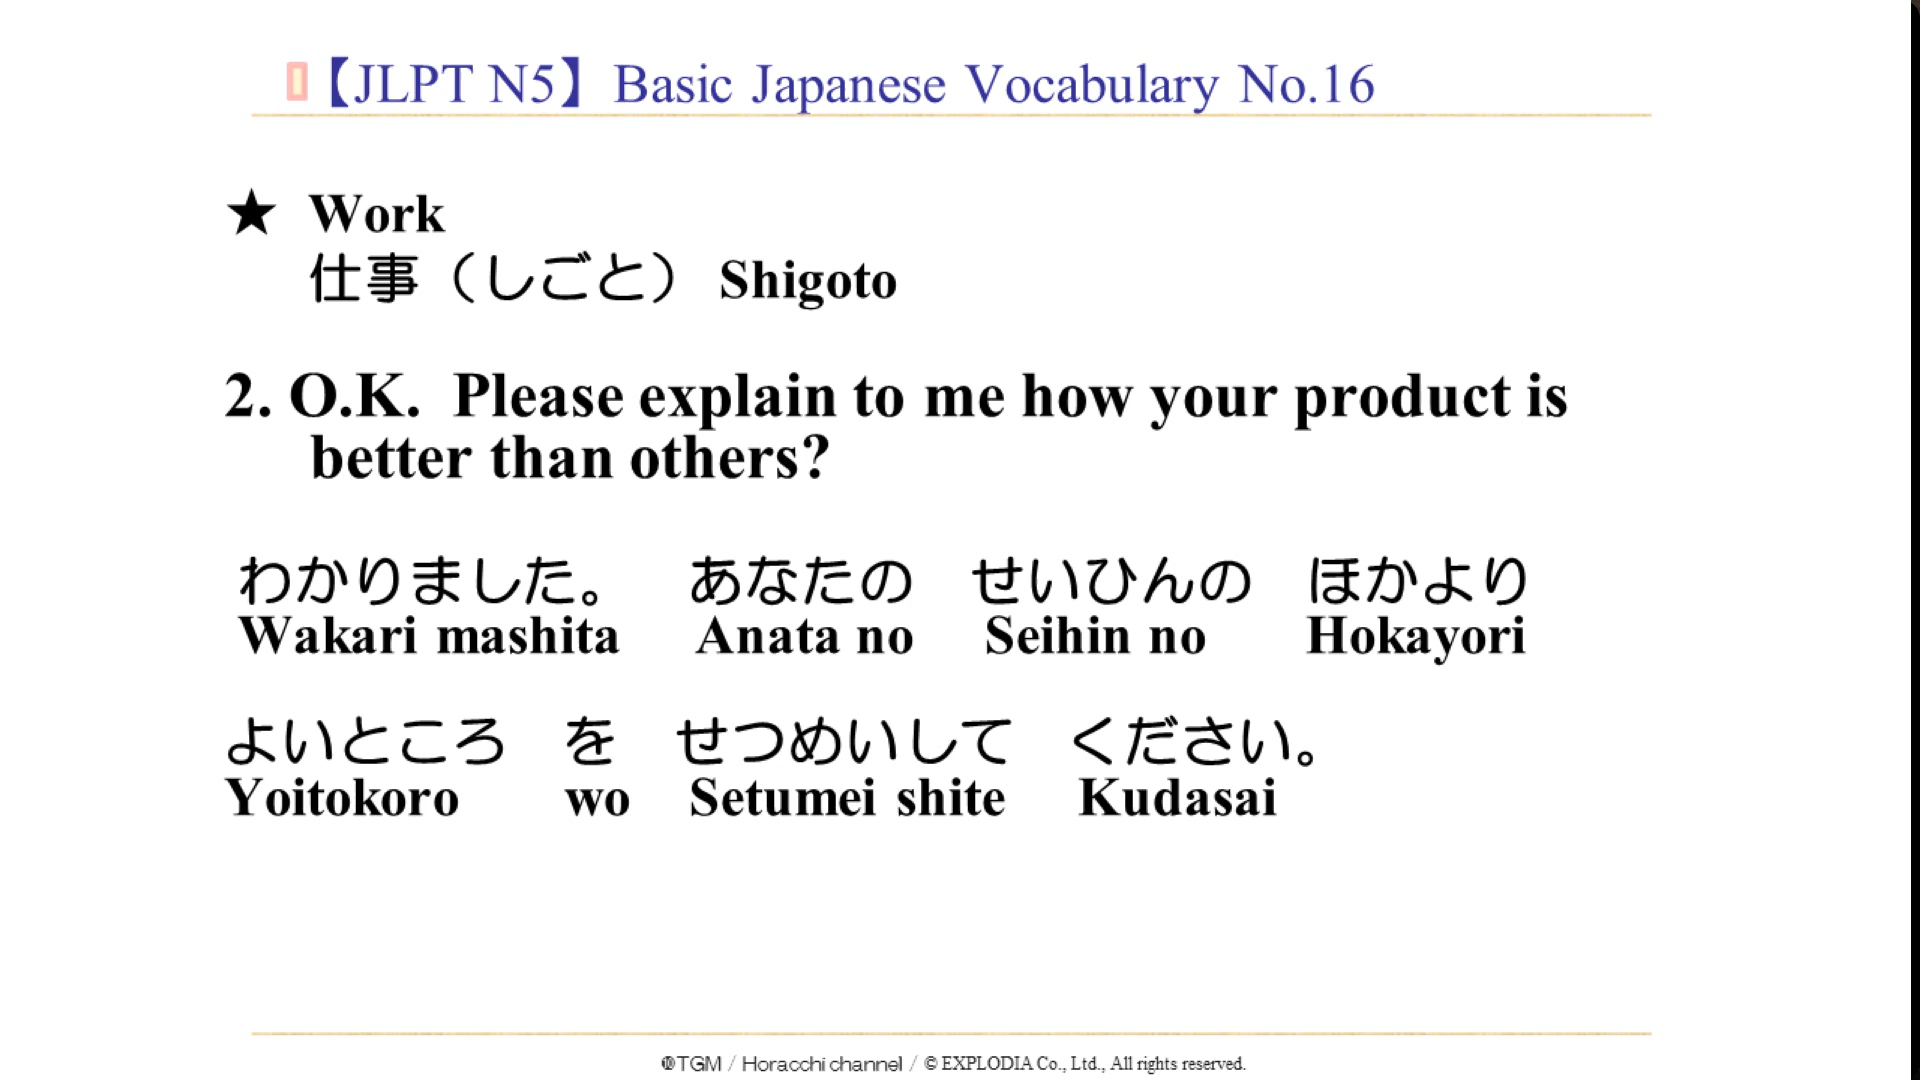 【JLPT N5】Basic Japanese Vocabulary No.16
★ Work
仕事（しごと） Shigoto
2. O.K. Please explain to me how your product is
better than others?
わかりました。 あなたの せいひんの ほかより
Wakari mashita Anata no Seihin no Hokayori
よいところ を せつめいして ください。
Yoitokoro wo Setumei shite Kudasai
TGM / Horacchi channel / © EXPLODIA Co., Ltd., All rights reserved.